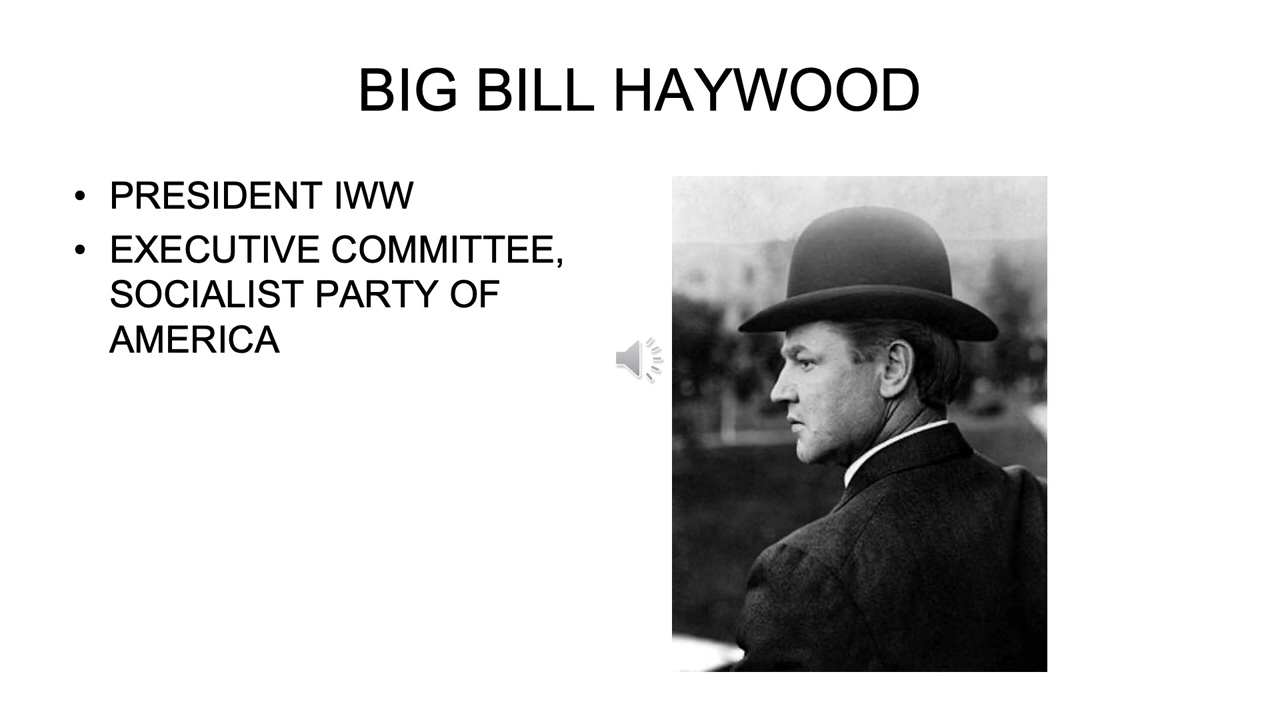 BIG BILL HAYWOOD
• PRESIDENT IWW
• EXECUTIVE COMMITTEE,
SOCIALIST PARTY OF
AMERICA